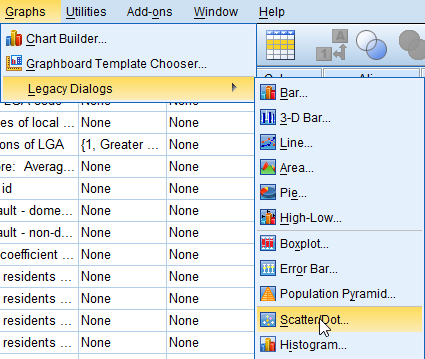 Graphs Utilities Add-ons Window Help
Chart Builder...
Graphboard Template Chooser...
Legacy Dialogs
Bar...
3-D Bar...
Line...
Area...
Pie...
High-Low...
Boxplot...
Error Bar...
Population Pyramid...
Scatter/Dot...
Histogram...
es of local ... None None
ons of LGA {1, Greater ... None
re: Averag... None None
id None None
ault - dome... None None
ault - non-d... None None
coefficient ... None None
residents ... None None
residents ... None None
residents ... None None
residents ... None None